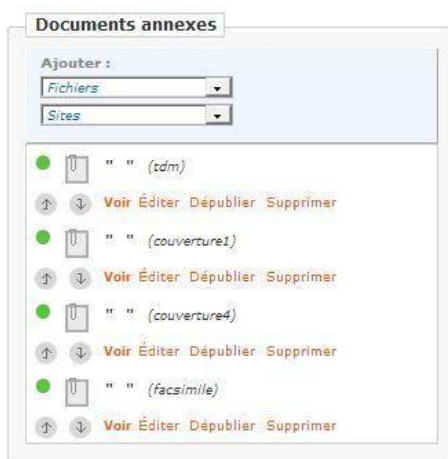 Documents annexes
Ajouter :
Fichiers
Sites
" " (tdm)
Voir Éditer Dépublier Supprimer
" " (couverture1)
Voir Éditer Dépublier Supprimer
" " (couverture4)
Voir Éditer Dépublier Supprimer
" " (facsimile)
Voir Éditer Dépublier Supprimer